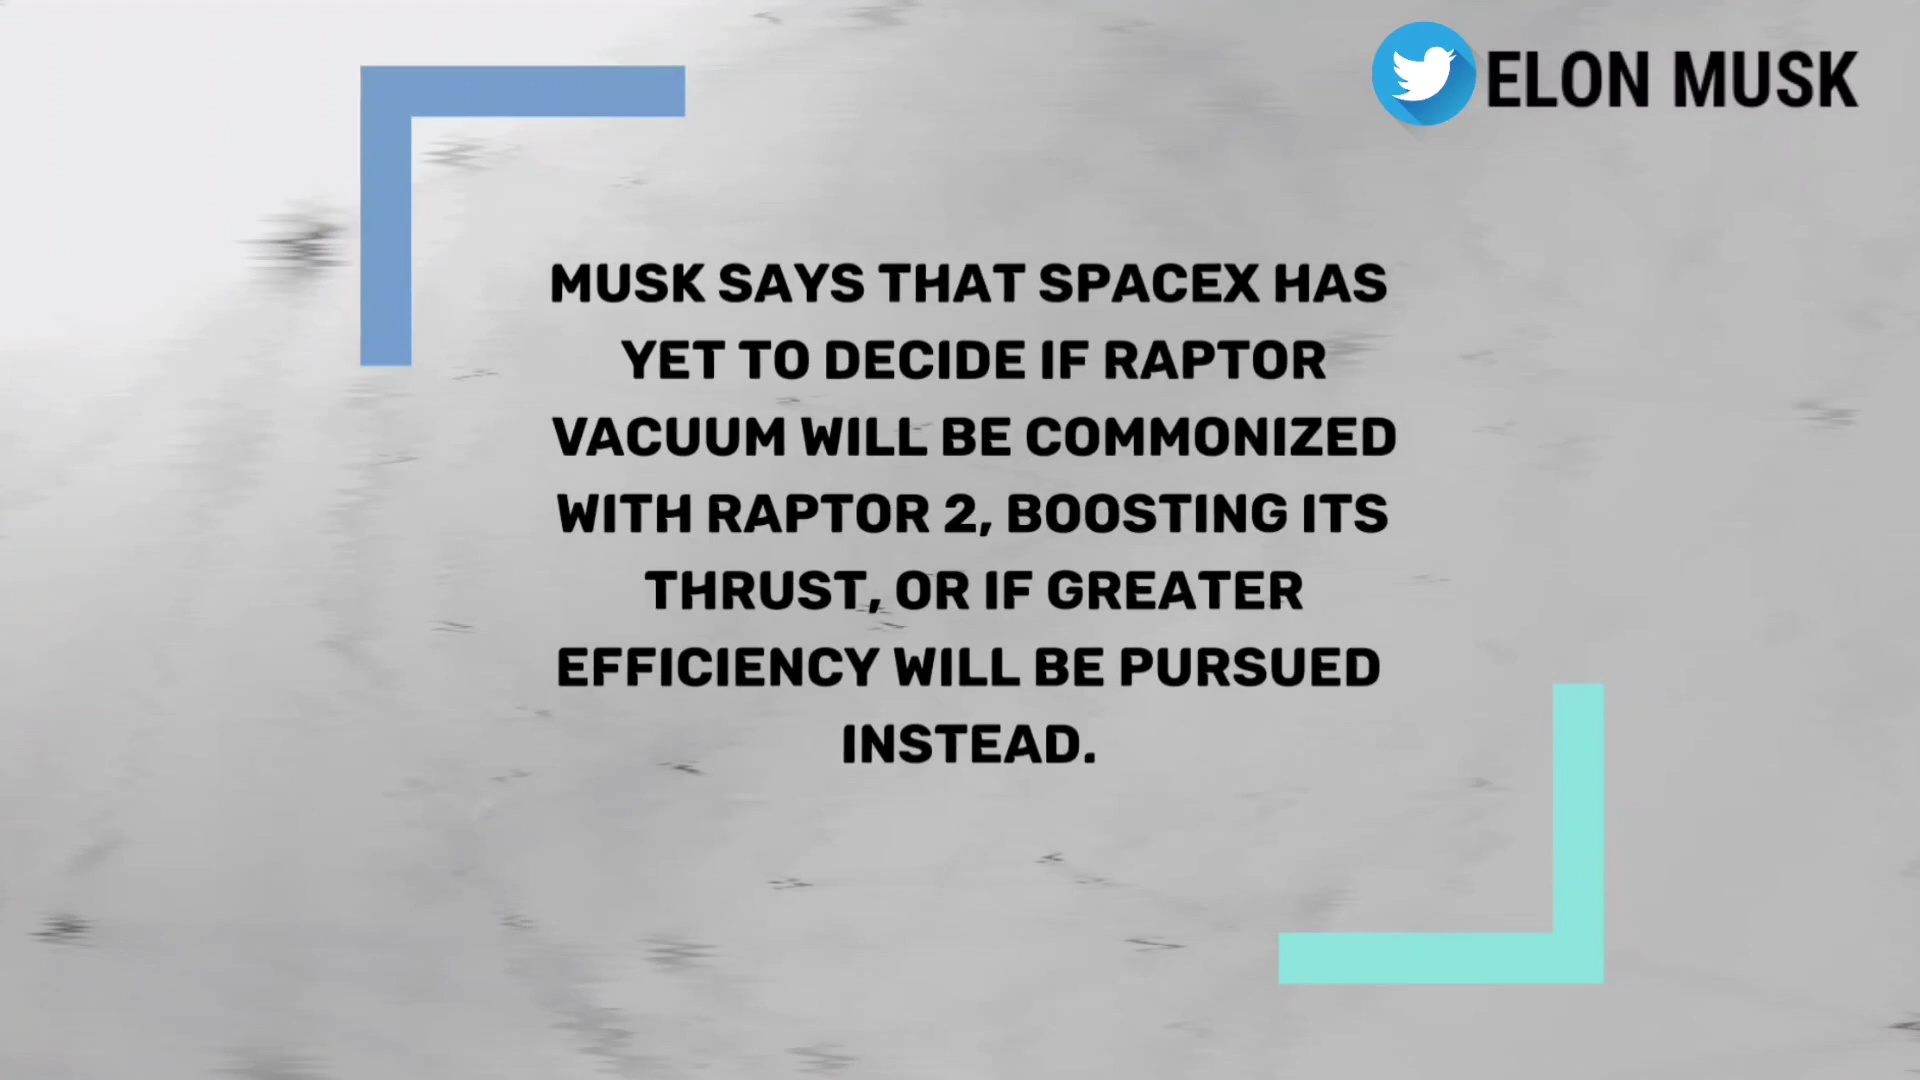 ELON MUSK
MUSK SAYS THAT SPACEX HAS
YET TO DECIDE IF RAPTOR
VACUUM WILL BE COMMONIZED
WITH RAPTOR 2, BOOSTING ITS
THRUST, OR IF GREATER
EFFICIENCY WILL BE PURSUED
INSTEAD.